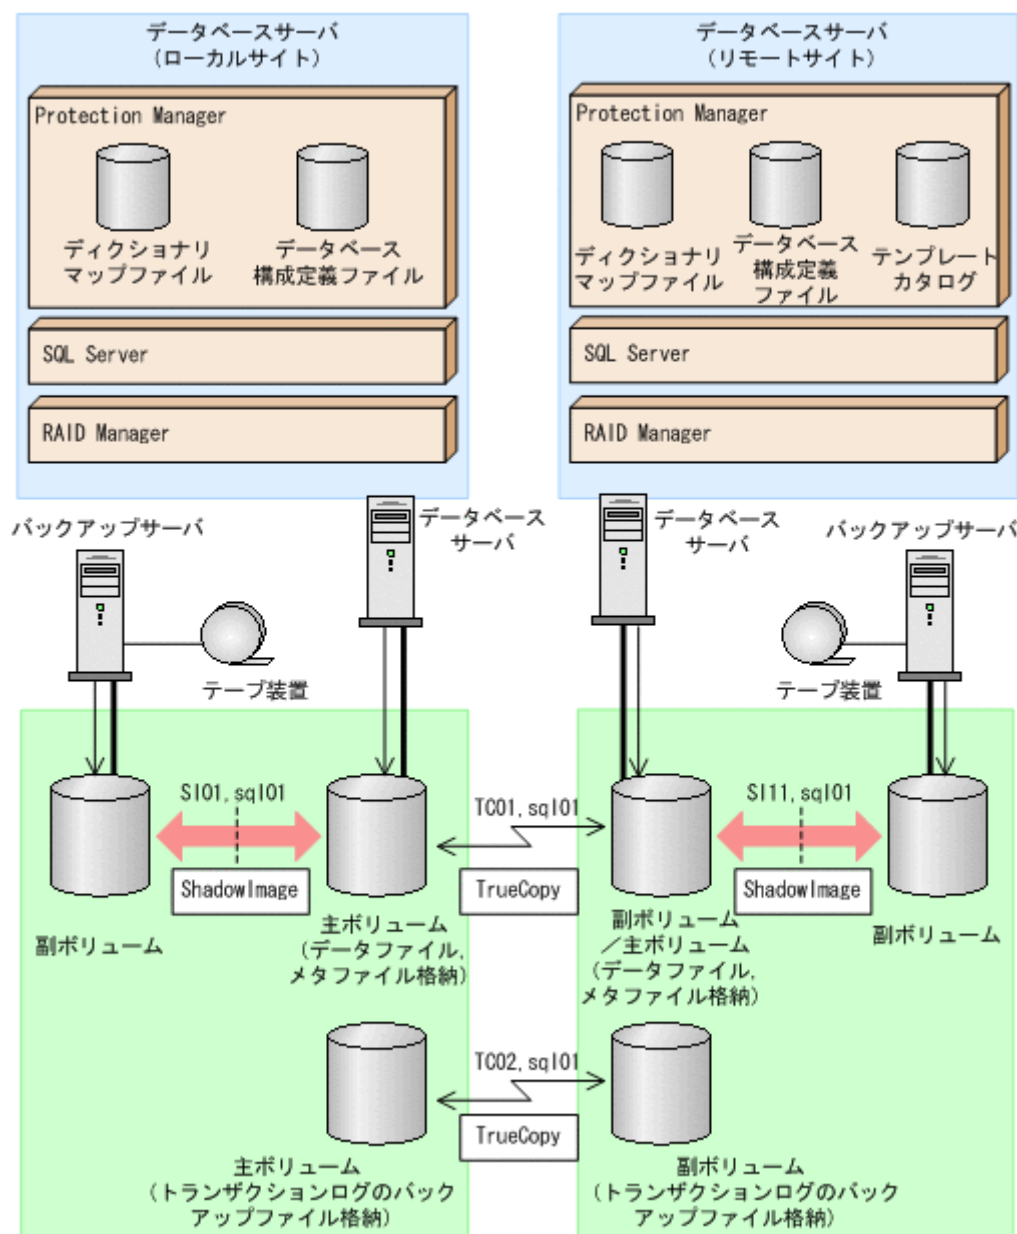 データベースサーバ
（ローカルサイト）
Protection Manager
ディクショナリ
マップファイル
データベース
構成定義ファイル
SQL Server
RAID Manager
データベースサーバ
（リモートサイト）
Protection Manager
ディクショナリ
マップファイル
データベース
構成定義
ファイル
テンプレート
カタログ
SQL Server
RAID Manager
バックアップサーバ
データベース
サーバ
データベース
サーバ
バックアップサーバ
テープ装置
テープ装置
SI01,sql01
ShadowImage
TC01,sql01
TrueCopy
SI11,sql01
ShadowImage
副ボリューム
主ボリューム
（データファイル，
メタファイル格納）
副ボリューム
／主ボリューム
（データファイル，
メタファイル格納）
副ボリューム
TC02,sql01
TrueCopy
主ボリューム
（トランザクションログのバック
アップファイル格納）
副ボリューム
（トランザクションログのバック
アップファイル格納）